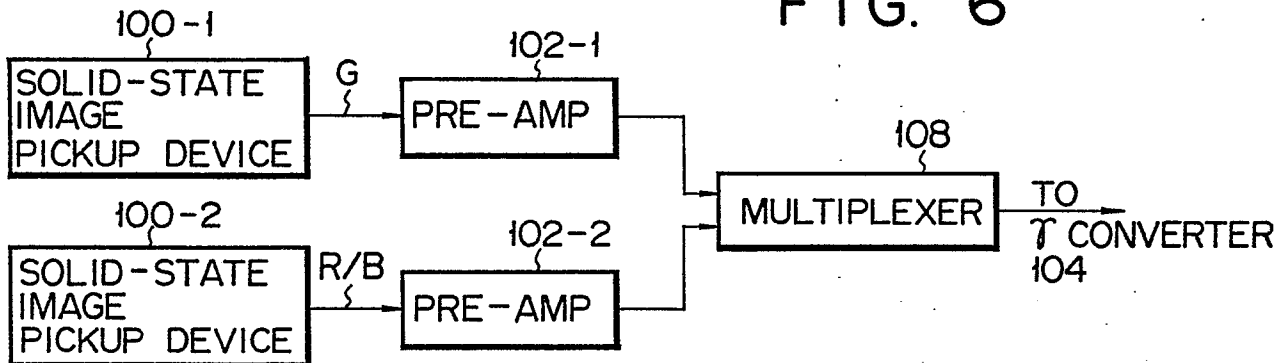 FIG. 6
100-1
SOLID-STATE
IMAGE
PICKUP DEVICE
G
102-1
PRE-AMP
100-2
SOLID-STATE
IMAGE
PICKUP DEVICE
R/B
102-2
PRE-AMP
108
MULTIPLEXER
TO
γ CONVERTER
104